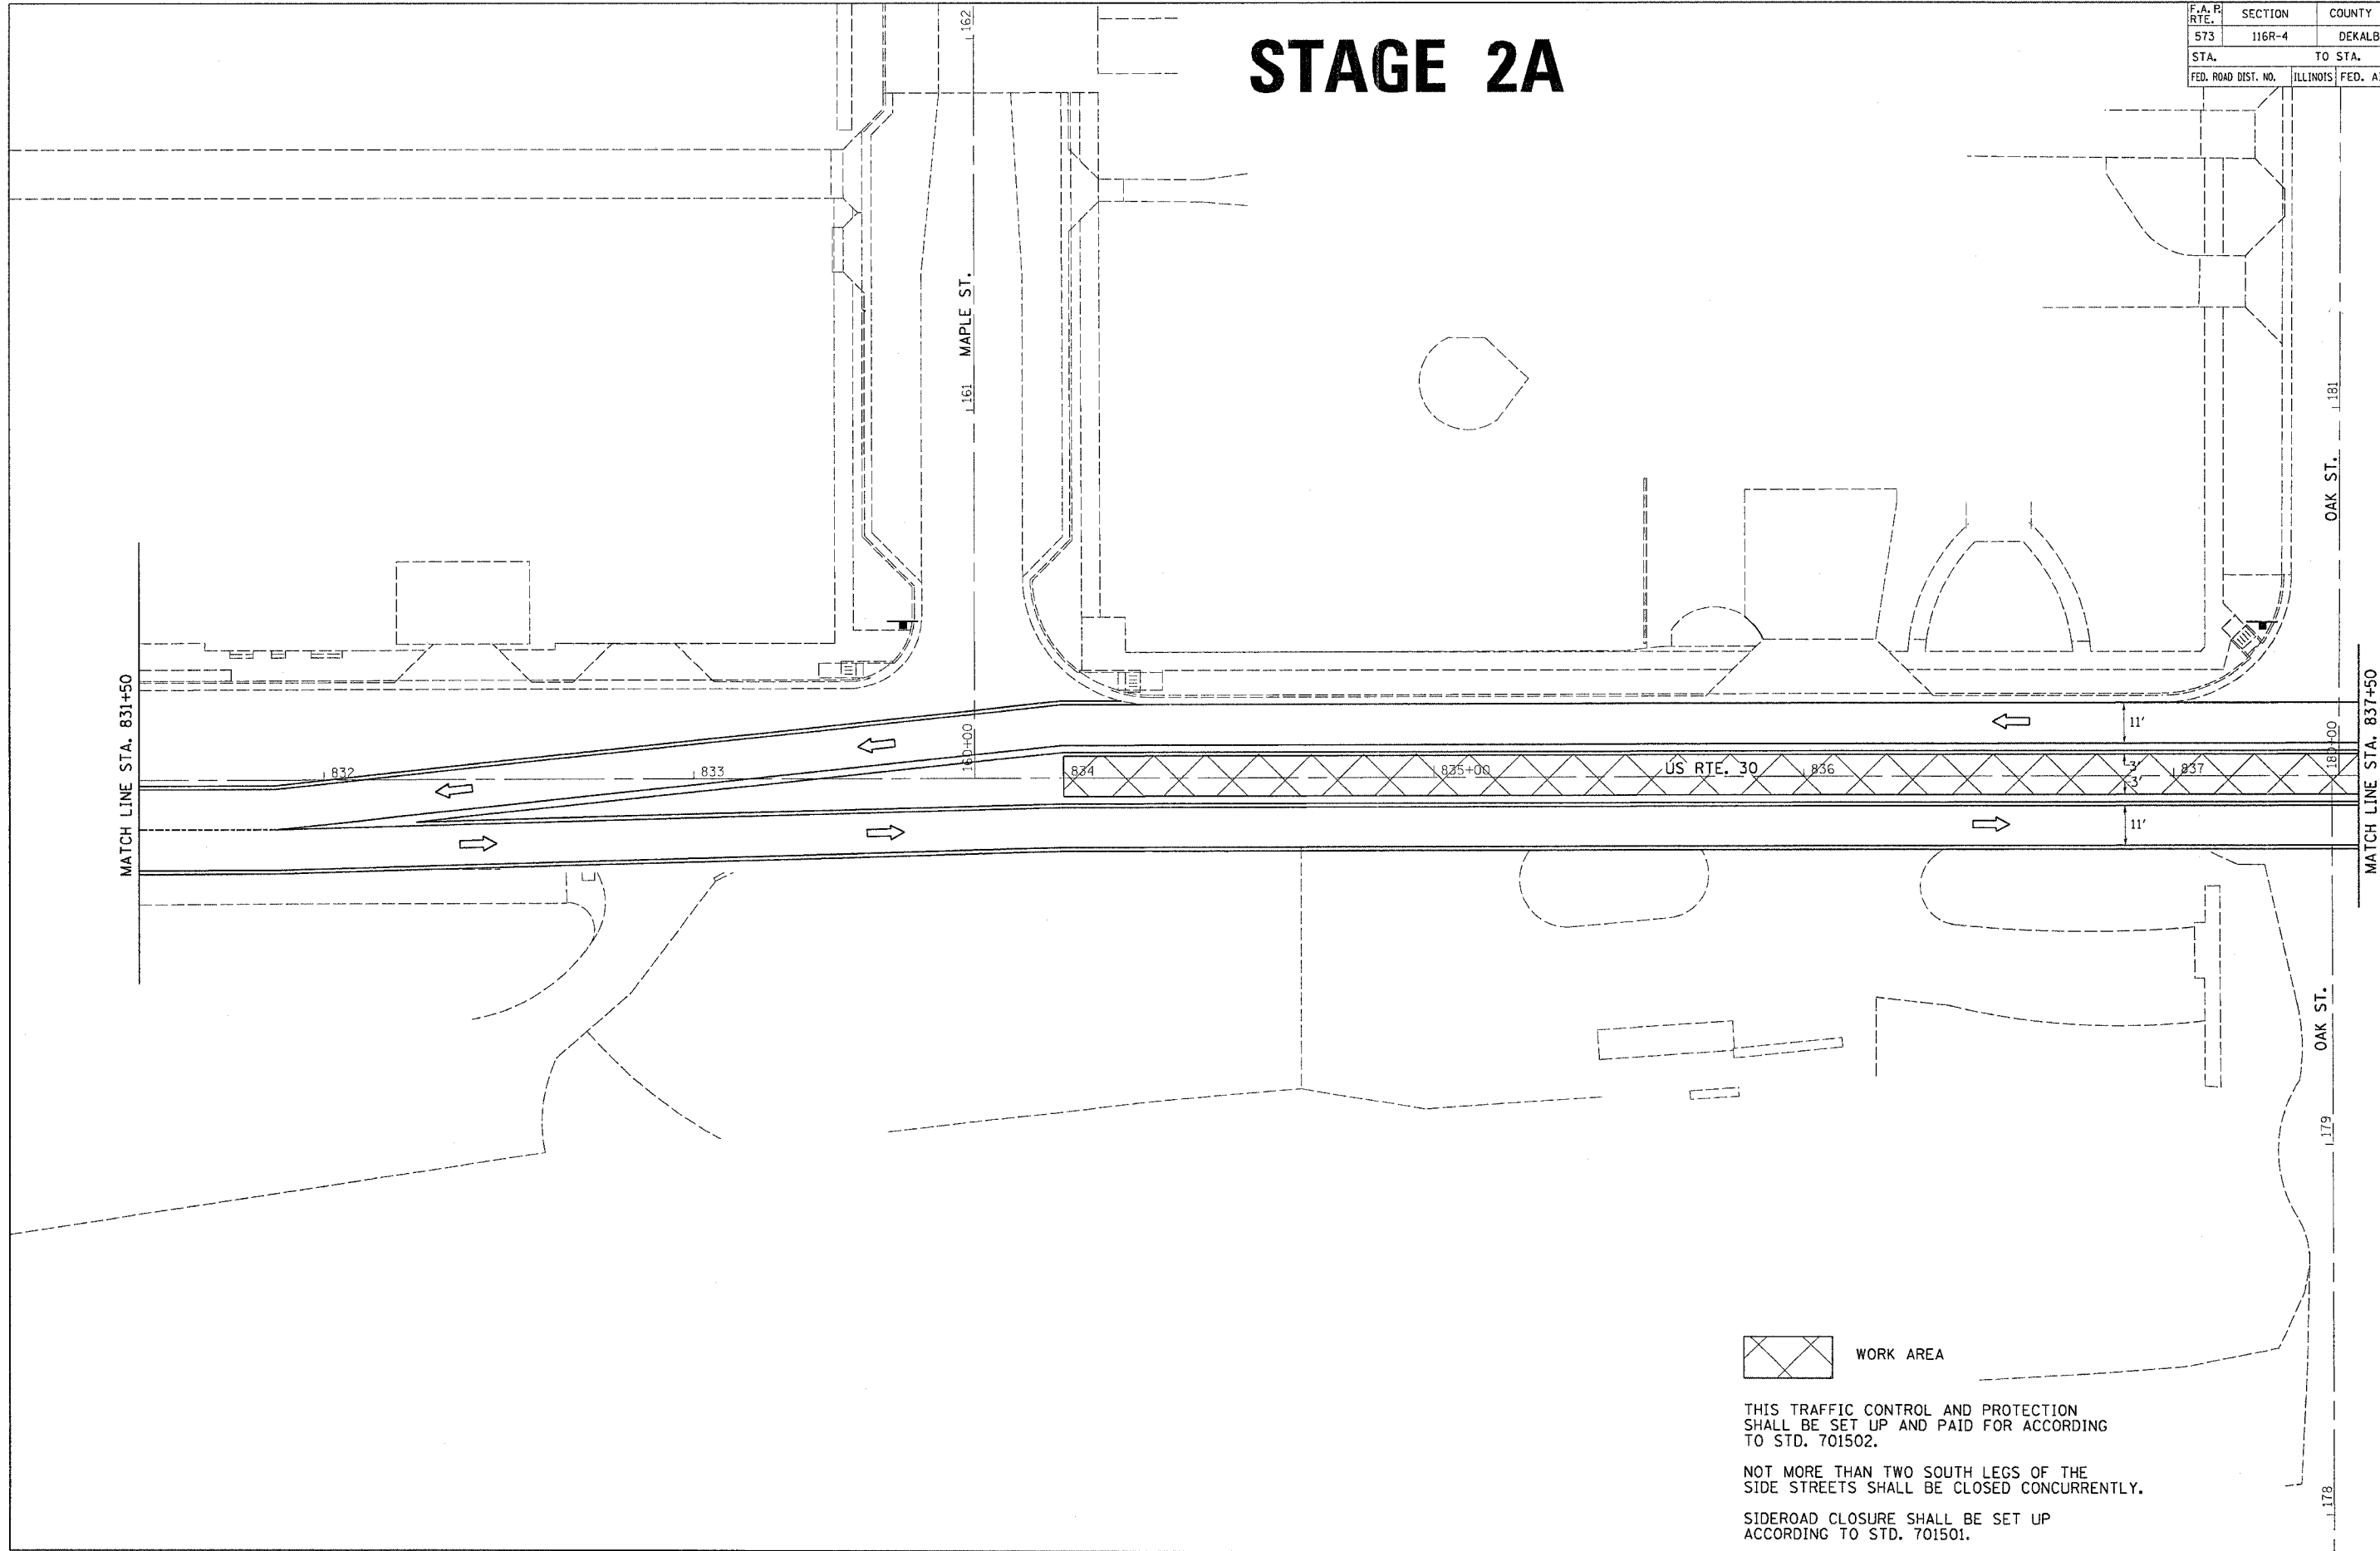 STAGE 2A
F.A.P. RTE. SECTION COUNTY
573 116R-4 DEKALB
STA. TO STA.
FED. ROAD DIST. NO. ILLINOIS FED. AI
162
MAPLE ST.
161
160+00
181
OAK ST.
180+00
MATCH LINE STA. 831+50
MATCH LINE STA. 837+50
11'
832
833
834
835+00
US RTE. 30
836
3'
3'
837
11'
OAK ST.
179
178
WORK AREA
THIS TRAFFIC CONTROL AND PROTECTION
SHALL BE SET UP AND PAID FOR ACCORDING
TO STD. 701502.
NOT MORE THAN TWO SOUTH LEGS OF THE
SIDE STREETS SHALL BE CLOSED CONCURRENTLY.
SIDEROAD CLOSURE SHALL BE SET UP
ACCORDING TO STD. 701501.